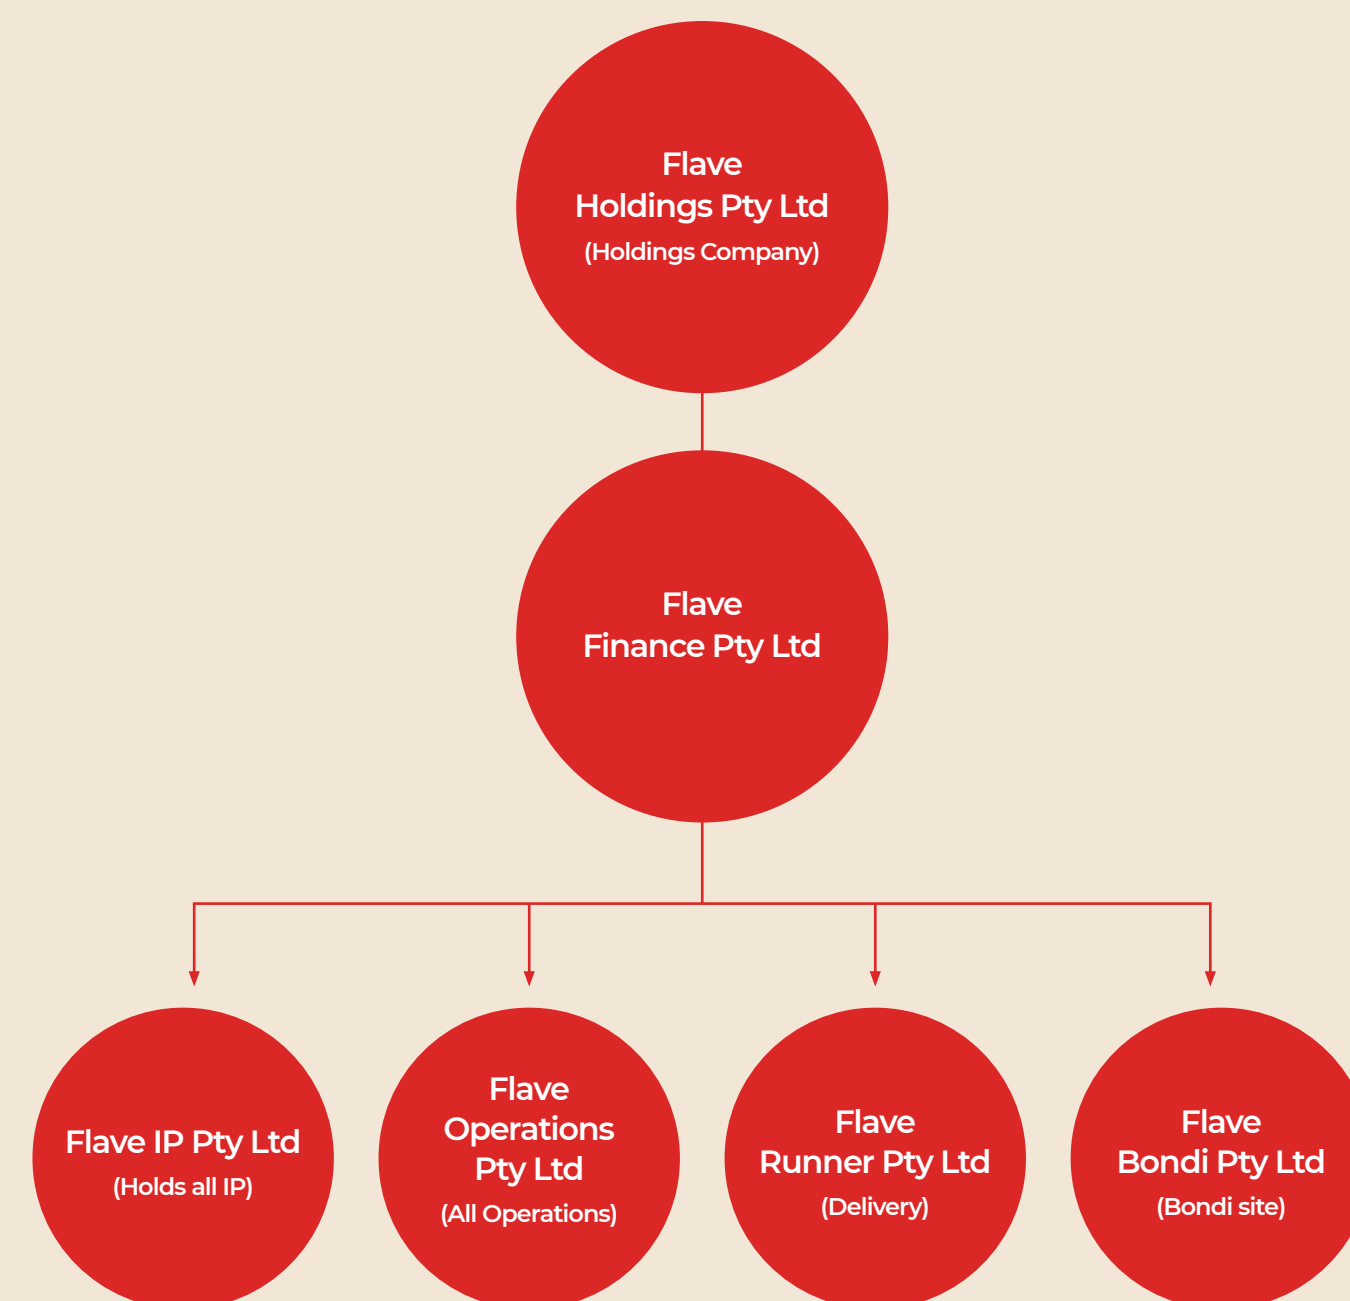 Flave
Holdings Pty Ltd
(Holdings Company)
Flave
Finance Pty Ltd
Flave IP Pty Ltd
(Holds all IP)
Flave
Operations
Pty Ltd
(All Operations)
Flave
Runner Pty Ltd
(Delivery)
Flave
Bondi Pty Ltd
(Bondi site)